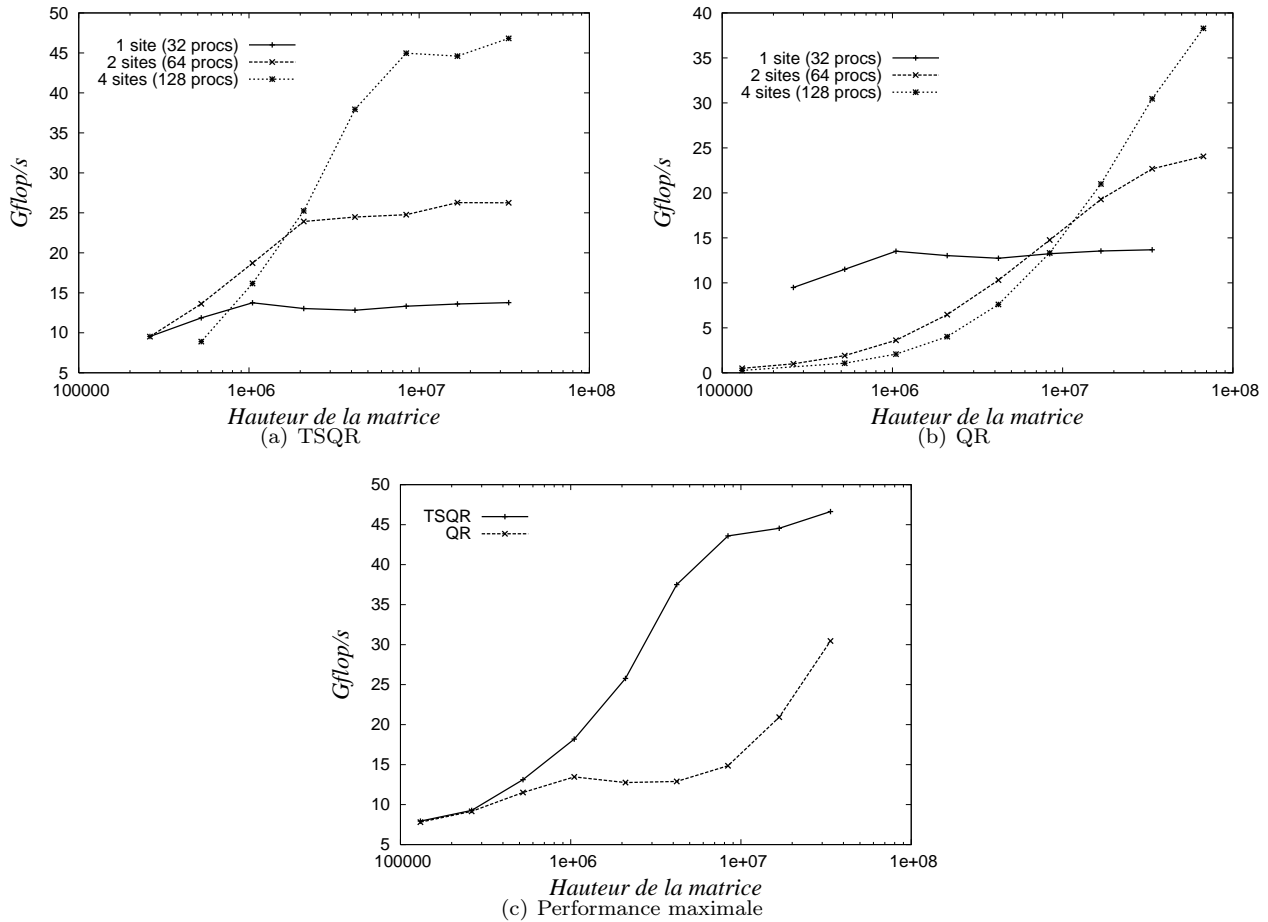 50
45
40
35
30
25
20
15
10
5
Gflop/s
1 site (32 procs)
2 sites (64 procs)
4 sites (128 procs)
100000
1e+06
1e+07
1e+08
Hauteur de la matrice
(a) TSQR
40
35
30
25
20
15
10
5
0
Gflop/s
1 site (32 procs)
2 sites (64 procs)
4 sites (128 procs)
100000
1e+06
1e+07
1e+08
Hauteur de la matrice
(b) QR
50
45
40
35
30
25
20
15
10
5
Gflop/s
TSQR
QR
100000
1e+06
1e+07
1e+08
Hauteur de la matrice
(c) Performance maximale